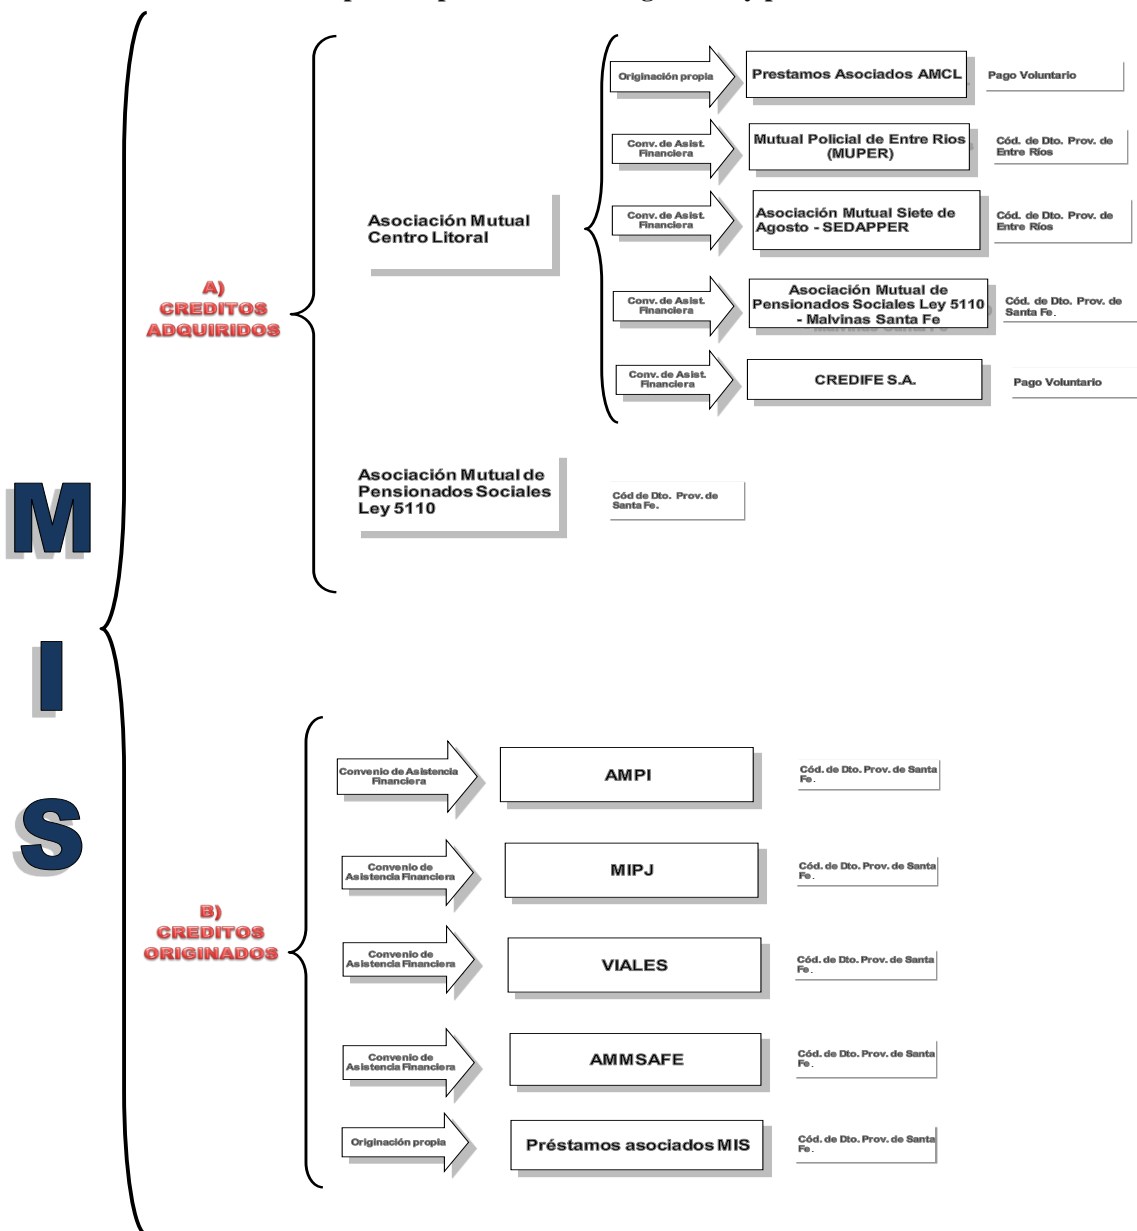 Originación propia
Prestamos Asociados AMCL
Pago Voluntario
Conv. de Asist.
Financiera
Mutual Policial de Entre Rios
(MUPER)
Cód. de Dto. Prov. de
Entre Ríos
Asociación Mutual
Centro Litoral
Conv. de Asist.
Financiera
Asociación Mutual Siete de
Agosto - SEDAPPER
Cód. de Dto. Prov. de
Entre Ríos
A)
CREDITOS
ADQUIRIDOS
Conv. de Asist.
Financiera
Asociación Mutual de
Pensionados Sociales Ley 5110
- Malvinas Santa Fe
Cód. de Dto. Prov. de
Santa Fe.
Conv. de Asist.
Financiera
CREDIFE S.A.
Pago Voluntario
Asociación Mutual de
Pensionados Sociales
Ley 5110
Cód de Dto. Prov. de
Santa Fe.
M
I
S
Convenio de Asistencia
Financiera
AMPI
Cód. de Dto. Prov. de Santa
Fe.
Convenio de
Asistencia Financiera
MIPJ
Cód. de Dto. Prov. de Santa
Fe.
B)
CREDITOS
ORIGINADOS
Convenio de
Asistencia Financiera
VIALES
Cód. de Dto. Prov. de Santa
Fe.
Convenio de
Asistencia Financiera
AMMSAFE
Cód. de Dto. Prov. de Santa
Fe.
Originación propia
Préstamos asociados MIS
Cód. de Dto. Prov. de Santa
Fe.